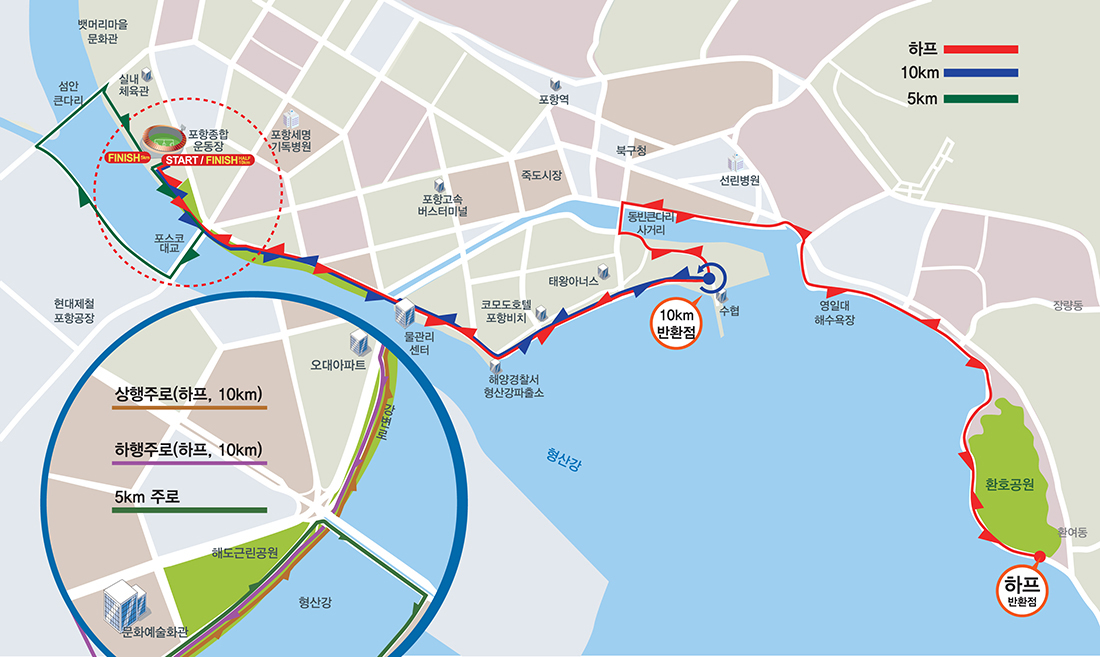 뱃머리마을
문화관
섬안
큰다리
실내
체육관
포항종합
운동장
포항세명
기독병원
FINISH 5km
START / FINISH HALF 10km
포스코
대교
현대제철
포항공장
포항역
북구청
죽도시장
선린병원
포항고속
버스터미널
동빈큰다리
사거리
태왕아너스
코모도호텔
포항비치
수협
10km
반환점
물관리
센터
해양경찰서
형산강파출소
영일대
해수욕장
장량동
형산강
환호공원
환여동
하프
반환점
하프
10km
5km
오대아파트
상행주로(하프, 10km)
하행주로(하프, 10km)
5km 주로
강변로
해도근린공원
형산강
문화예술회관